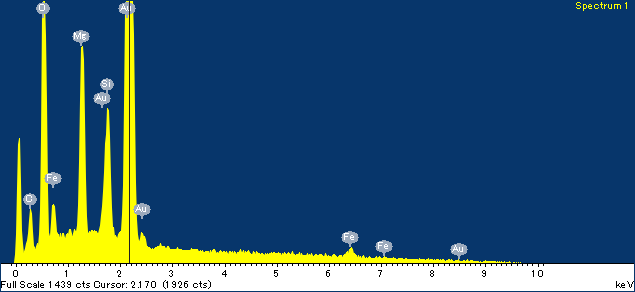 Spectrum 1
O Au
Mg
Si
Au
Fe
O Au
Fe Fe Au
0 1 2 3 4 5 6 7 8 9 10
Full Scale 1439 cts Cursor: 2.170 (1926 cts) keV